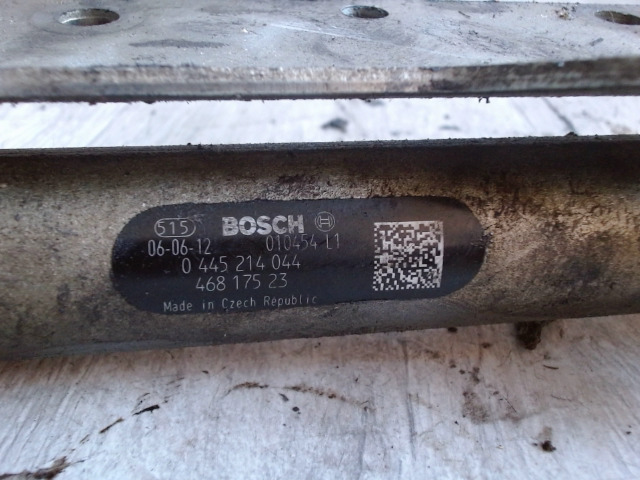 515 BOSCH
06-06-12 010454 L1
0 445 214 044
468 175 23
Made in Czech Republic